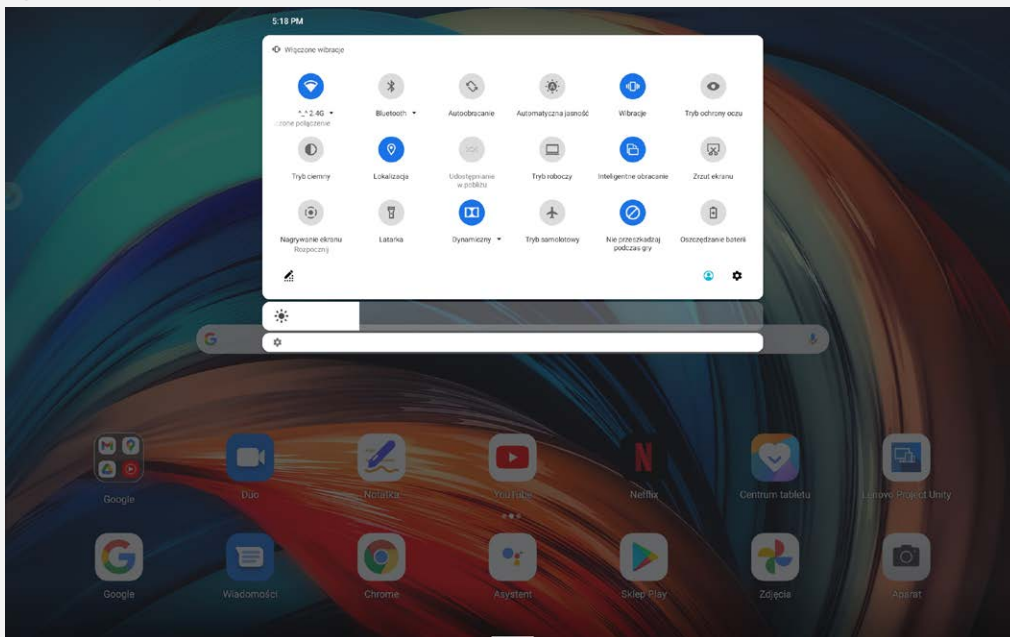 5:18 PM
Włączone wibracje
^_^ 2.4G
Bluetooth
Autoobracanie
Automatyczna jasność
Wibracje
Tryb ochrony oczu
połączenie
Tryb ciemny
Lokalizacja
Udostępnianie
w pobliżu
Tryb roboczy
Inteligentne obracanie
Zrzut ekranu
Nagrywanie ekranu
Rozpocznij
Latarka
Dynamiczny
Tryb samolotowy
Nie przeszkadzaj
podczas gry
Oszczędzanie baterii
Google
Duo
Notatka
YouTube
Netflix
Centrum tabletu
Lenovo Project Unity
Google
Wiadomości
Chrome
Asystent
Sklep Play
Zdjęcia
Aparat